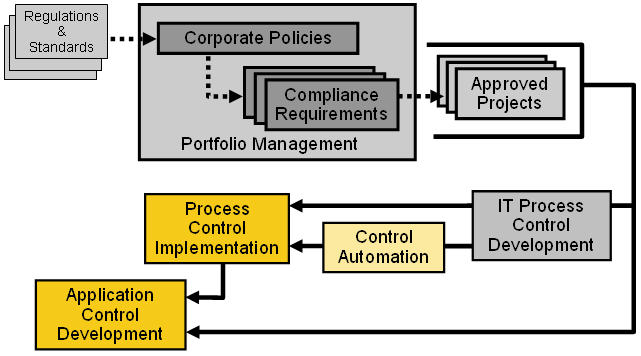 Regulations
&
Standards
Corporate Policies
Compliance
Requirements
Portfolio Management
Approved
Projects
Process
Control
Implementation
Control
Automation
IT Process
Control
Development
Application
Control
Development